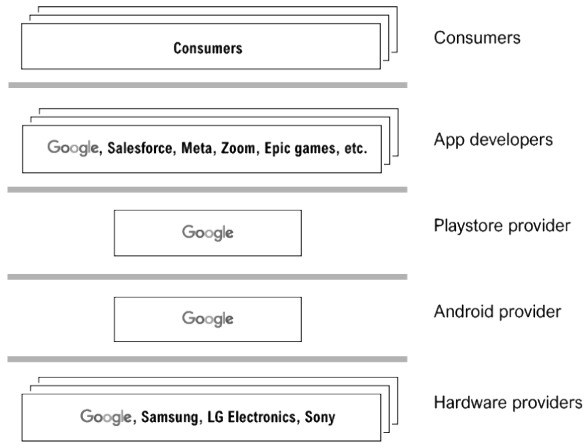 Consumers
Consumers
Google, Salesforce, Meta, Zoom, Epic games, etc.
App developers
Google
Playstore provider
Google
Android provider
Google, Samsung, LG Electronics, Sony
Hardware providers